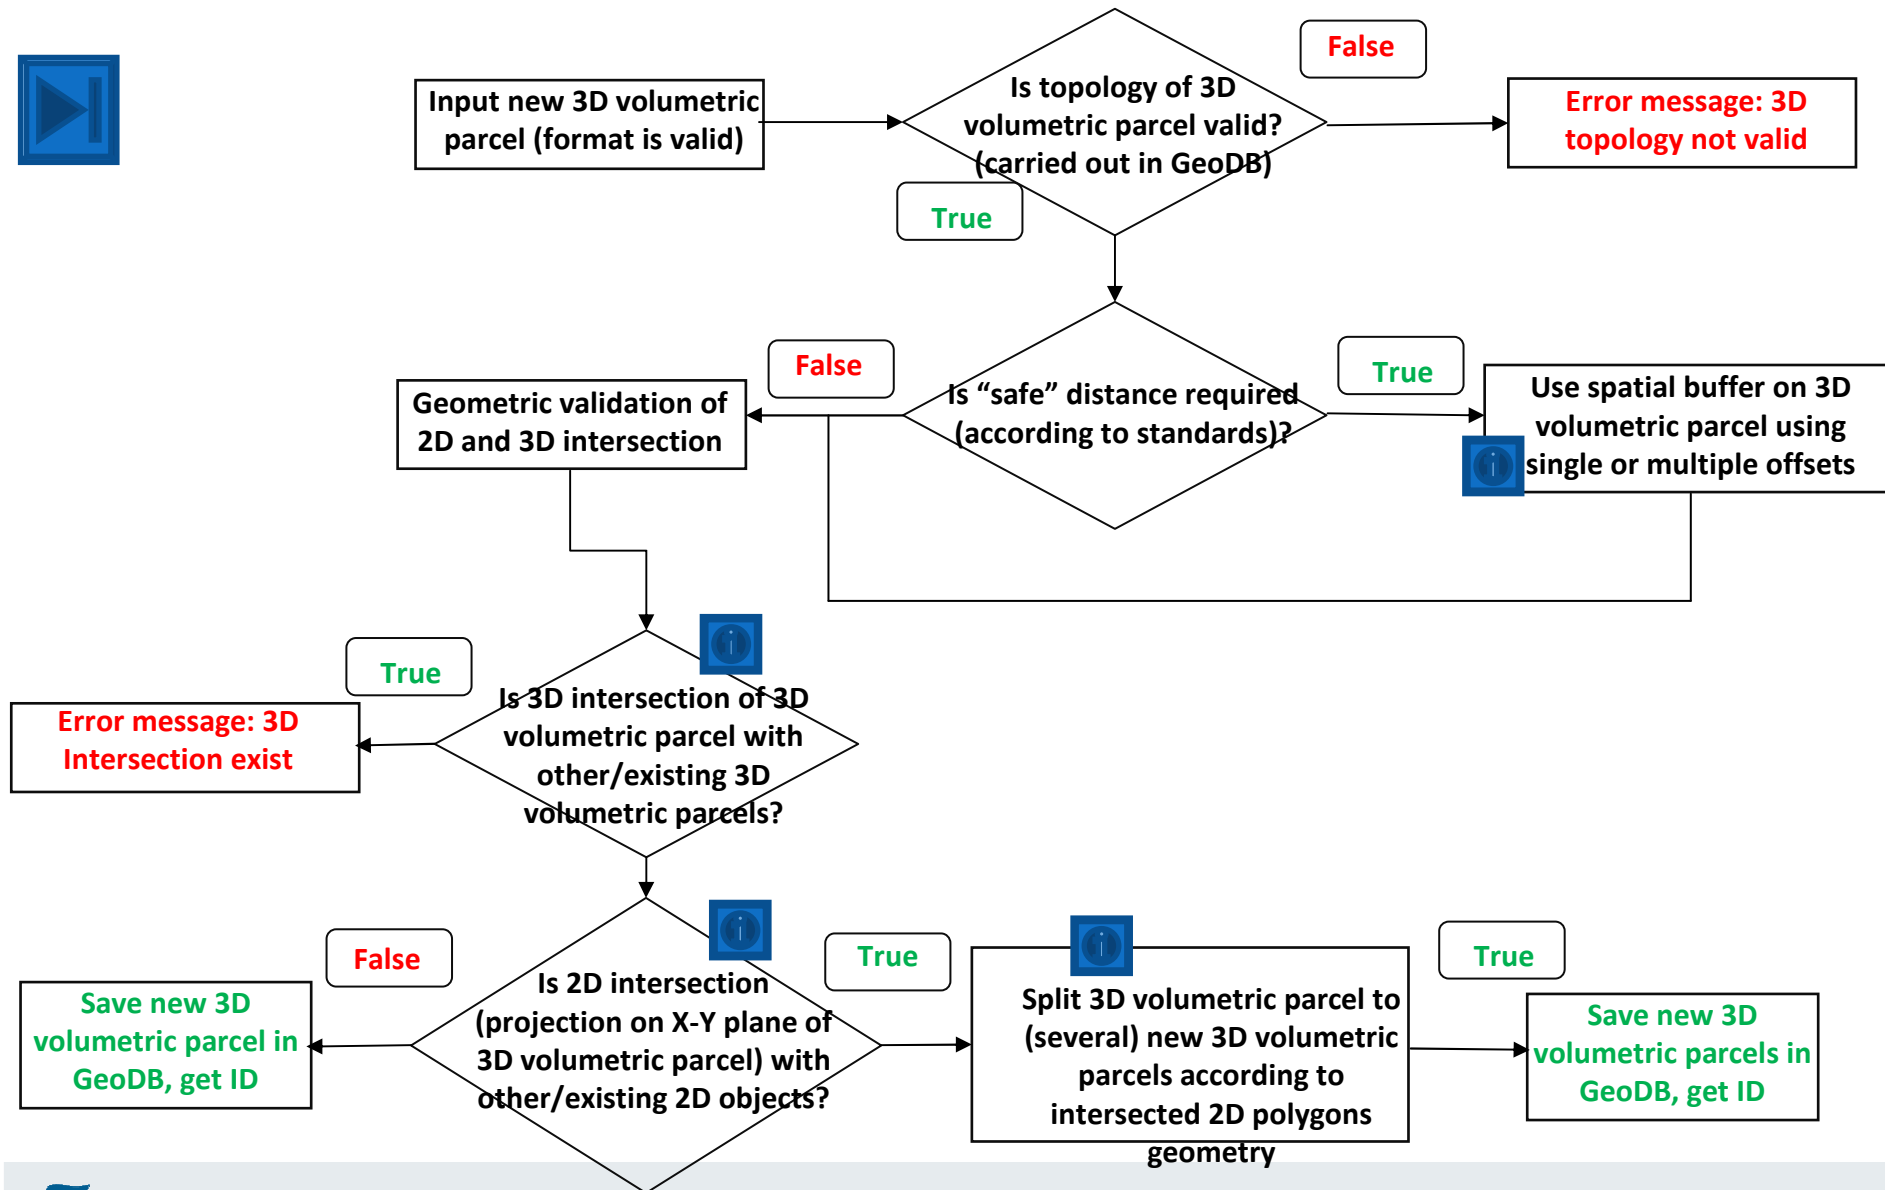 False
Input new 3D volumetric
parcel (format is valid)
Is topology of 3D
volumetric parcel valid?
(carried out in GeoDB)
Error message: 3D
topology not valid
True
False
True
Geometric validation of
2D and 3D intersection
Is “safe” distance required
(according to standards)?
Use spatial buffer on 3D
volumetric parcel using
single or multiple offsets
True
Error message: 3D
Intersection exist
Is 3D intersection of 3D
volumetric parcel with
other/existing 3D
volumetric parcels?
False
True
True
Save new 3D
volumetric parcel in
GeoDB, get ID
Is 2D intersection
(projection on X-Y plane of
3D volumetric parcel) with
other/existing 2D objects?
Split 3D volumetric parcel to
(several) new 3D volumetric
parcels according to
intersected 2D polygons
geometry
Save new 3D
volumetric parcels in
GeoDB, get ID